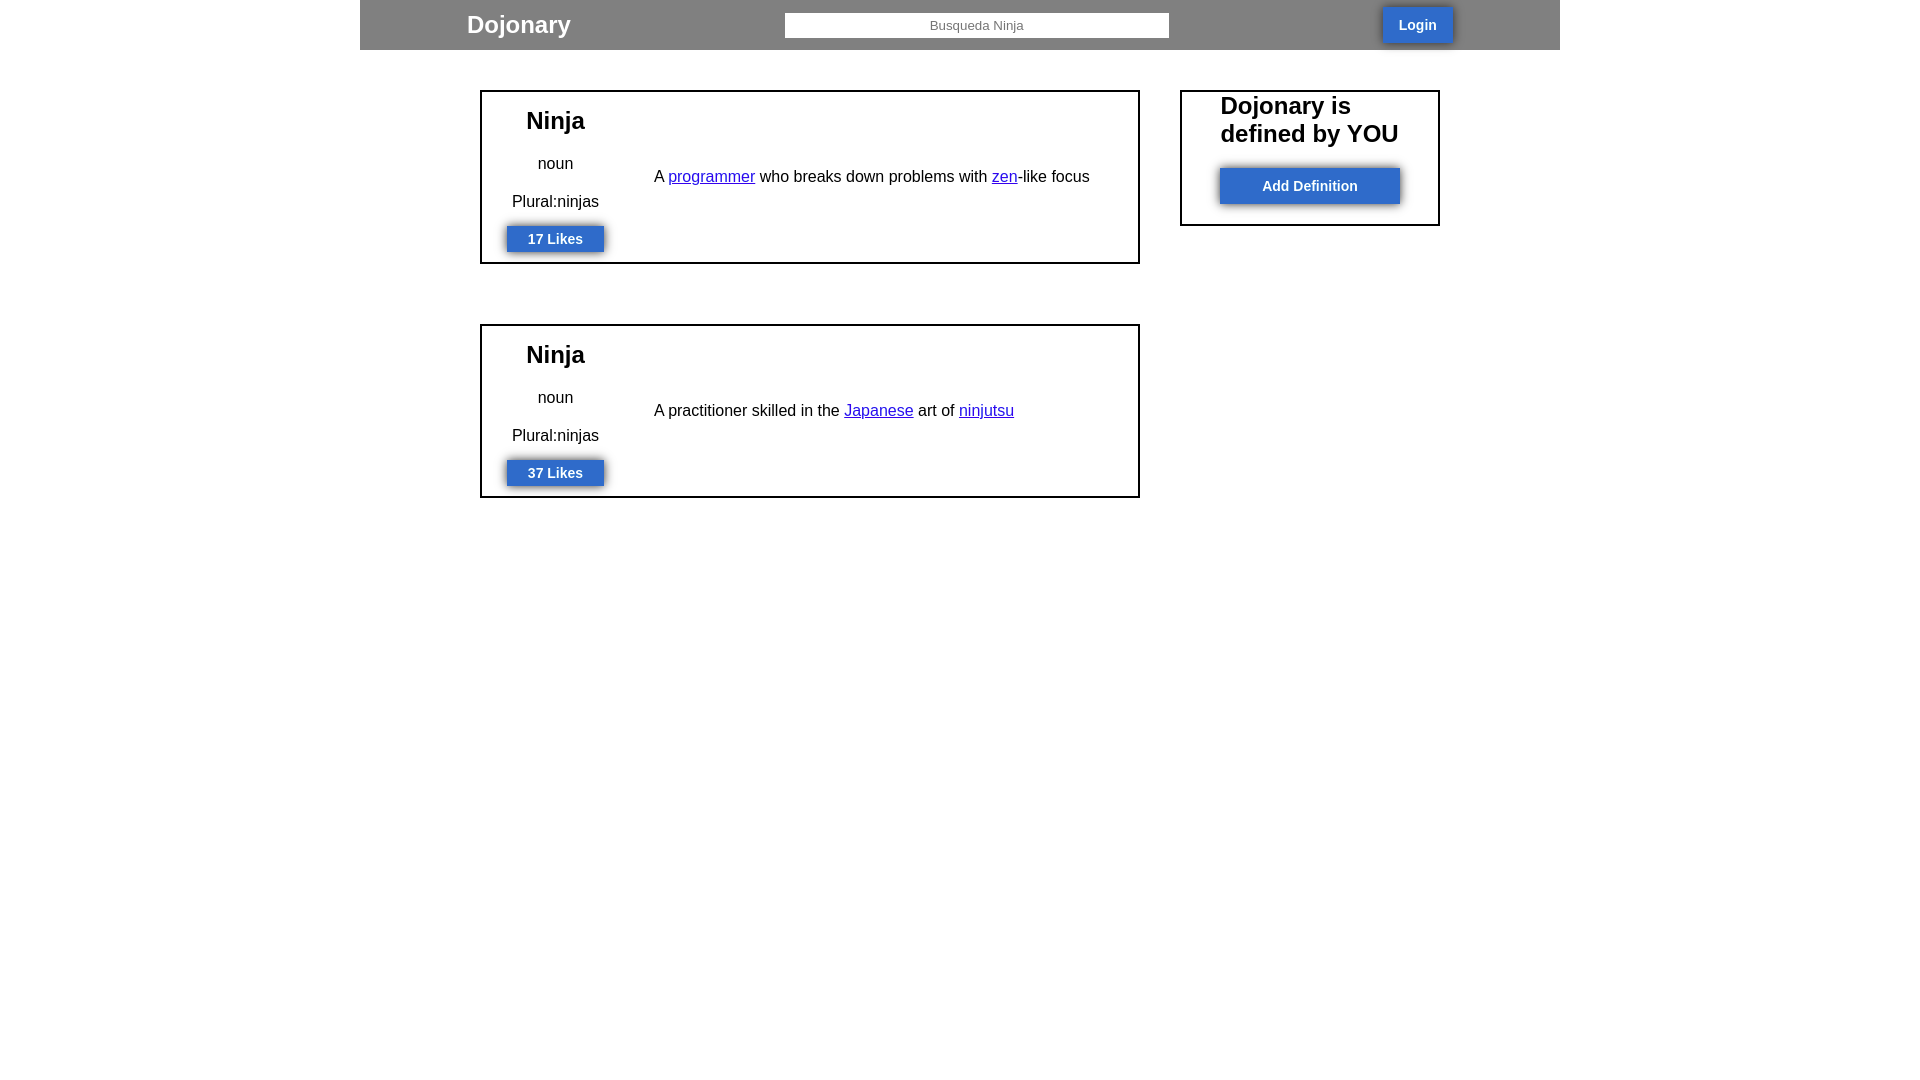 Dojonary
Busqueda Ninja
Login
Ninja
noun
Plural:ninjas
17 Likes
A programmer who breaks down problems with zen-like focus
Dojonary is
defined by YOU
Add Definition
Ninja
noun
Plural:ninjas
37 Likes
A practitioner skilled in the Japanese art of ninjutsu